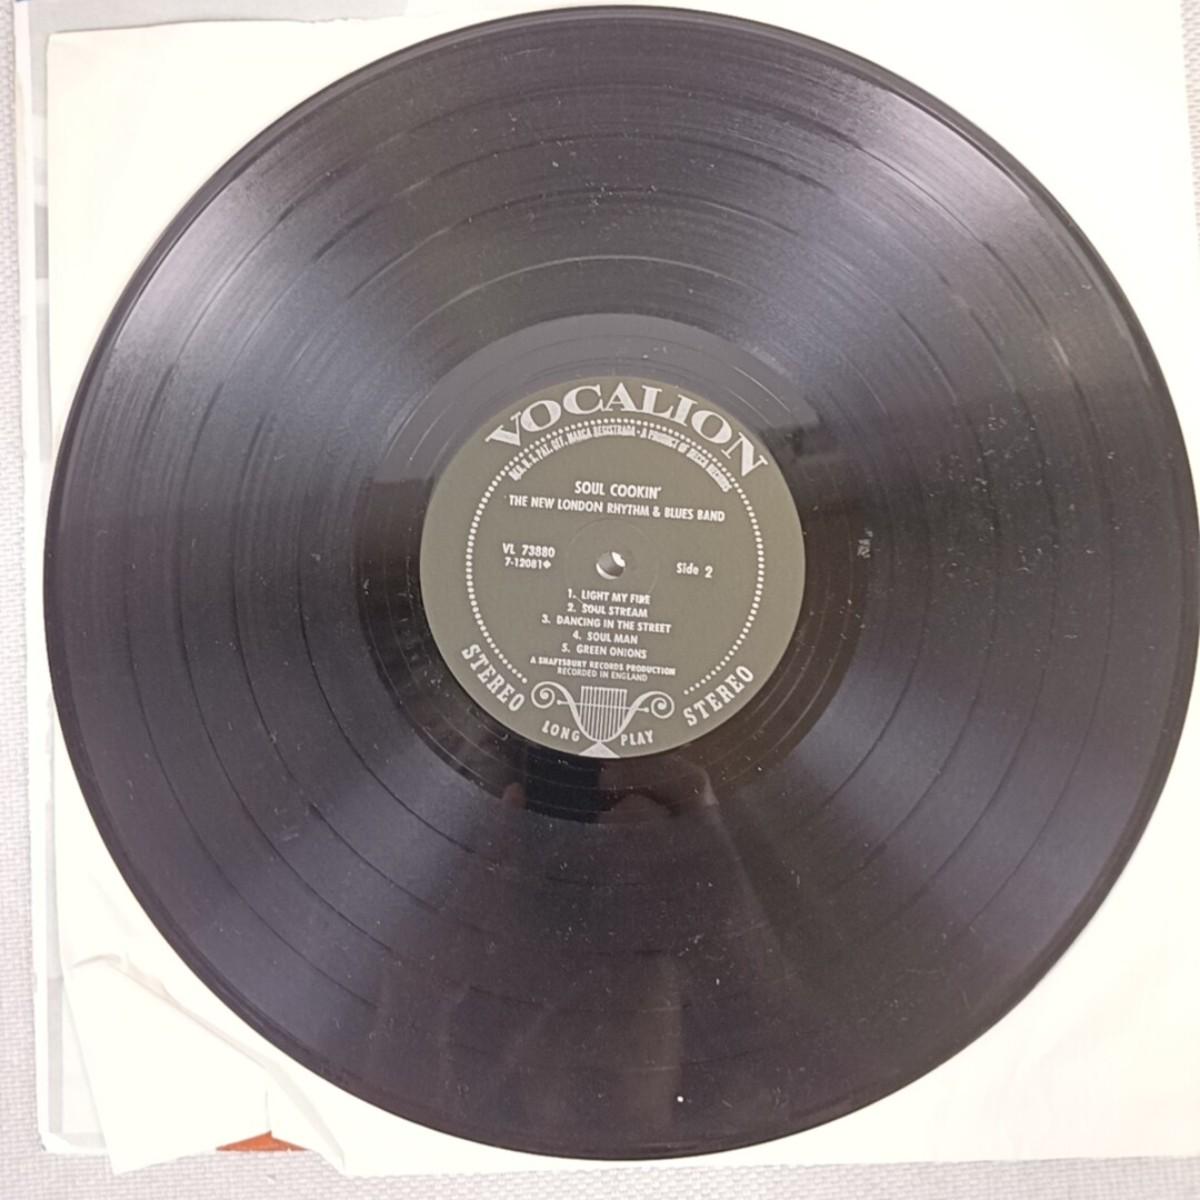 VOCALION
REG. U. S. PAT. OFF. MARCA REGISTRADA • A PRODUCT OF DECCA RECORDS
SOUL COOKIN'
THE NEW LONDON RHYTHM & BLUES BAND
VL 73880
7-12081✤
Side 2
1. LIGHT MY FIRE
2. SOUL STREAM
3. DANCING IN THE STREET
4. SOUL MAN
5. GREEN ONIONS
A SHAFTSBURY RECORDS PRODUCTION
RECORDED IN ENGLAND
STEREO
STEREO
LONG PLAY